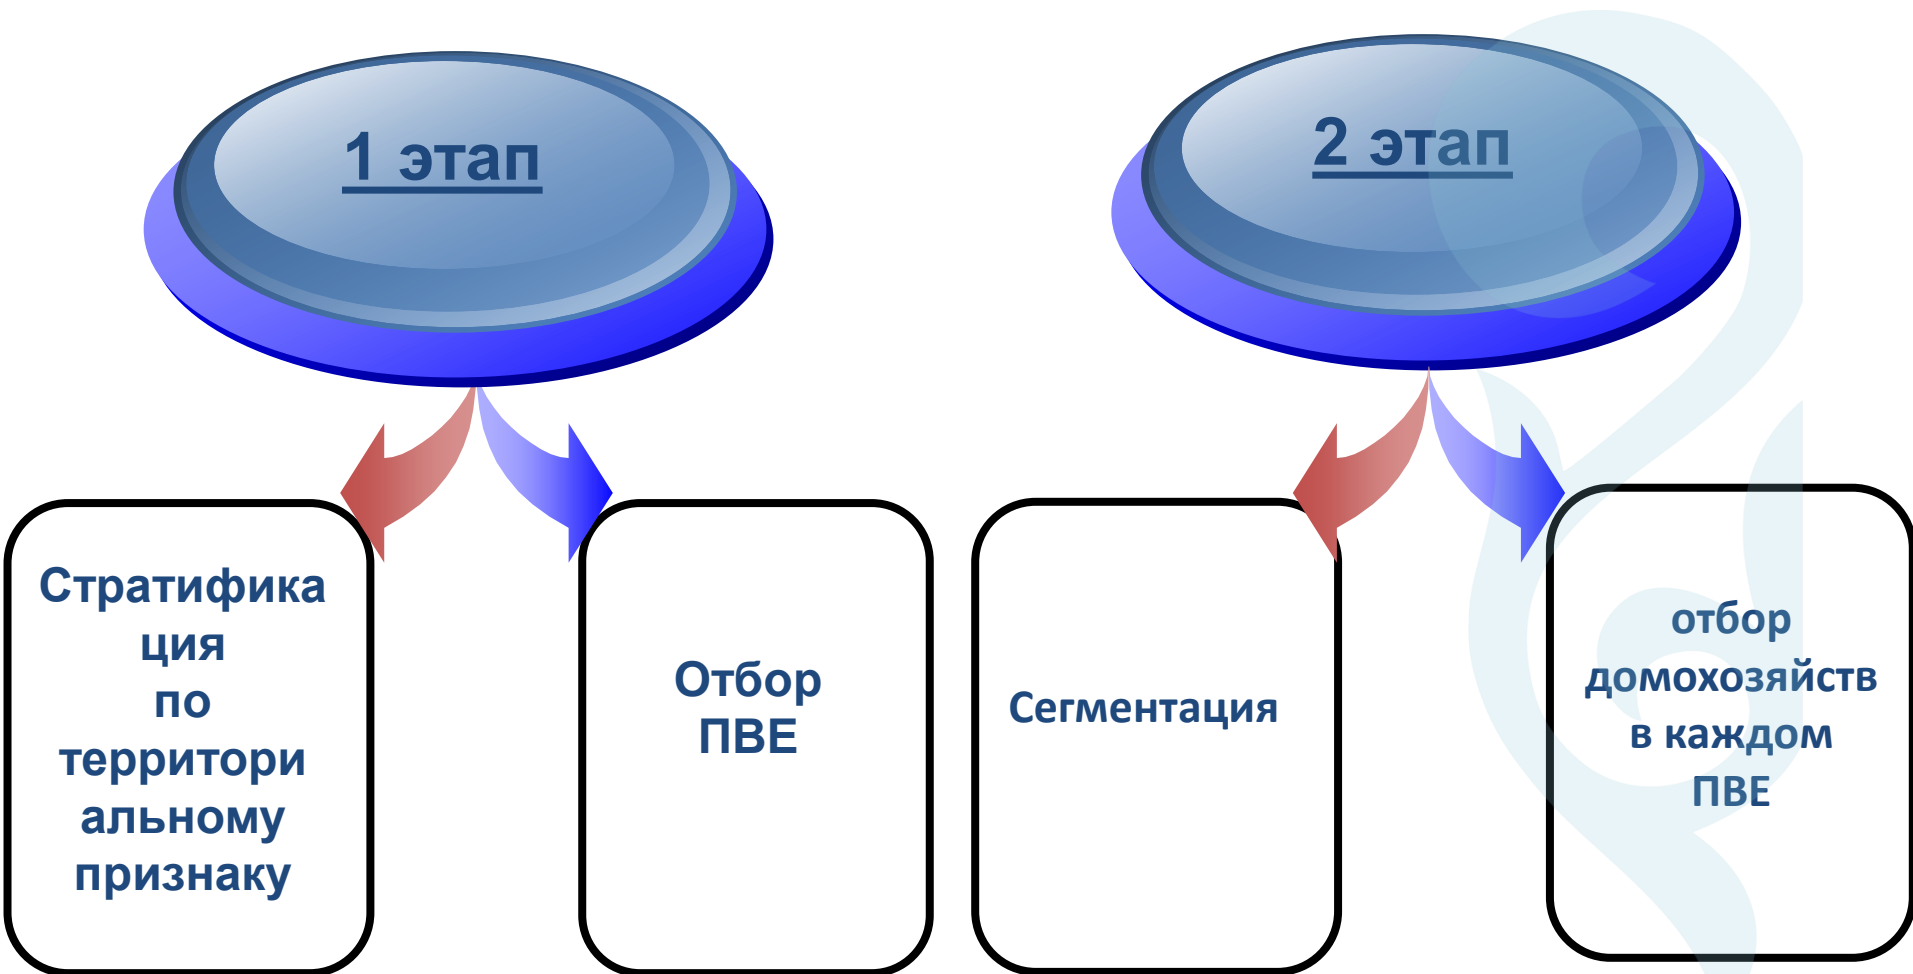 1 этап
2 этап
Стратифика
ция
по
территори
альному
признаку
Отбор
ПВЕ
Сегментация
отбор
домохозяйств
в каждом
ПВЕ